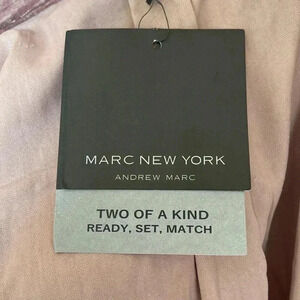 MARC NEW YORK
ANDREW MARC
TWO OF A KIND
READY, SET, MATCH